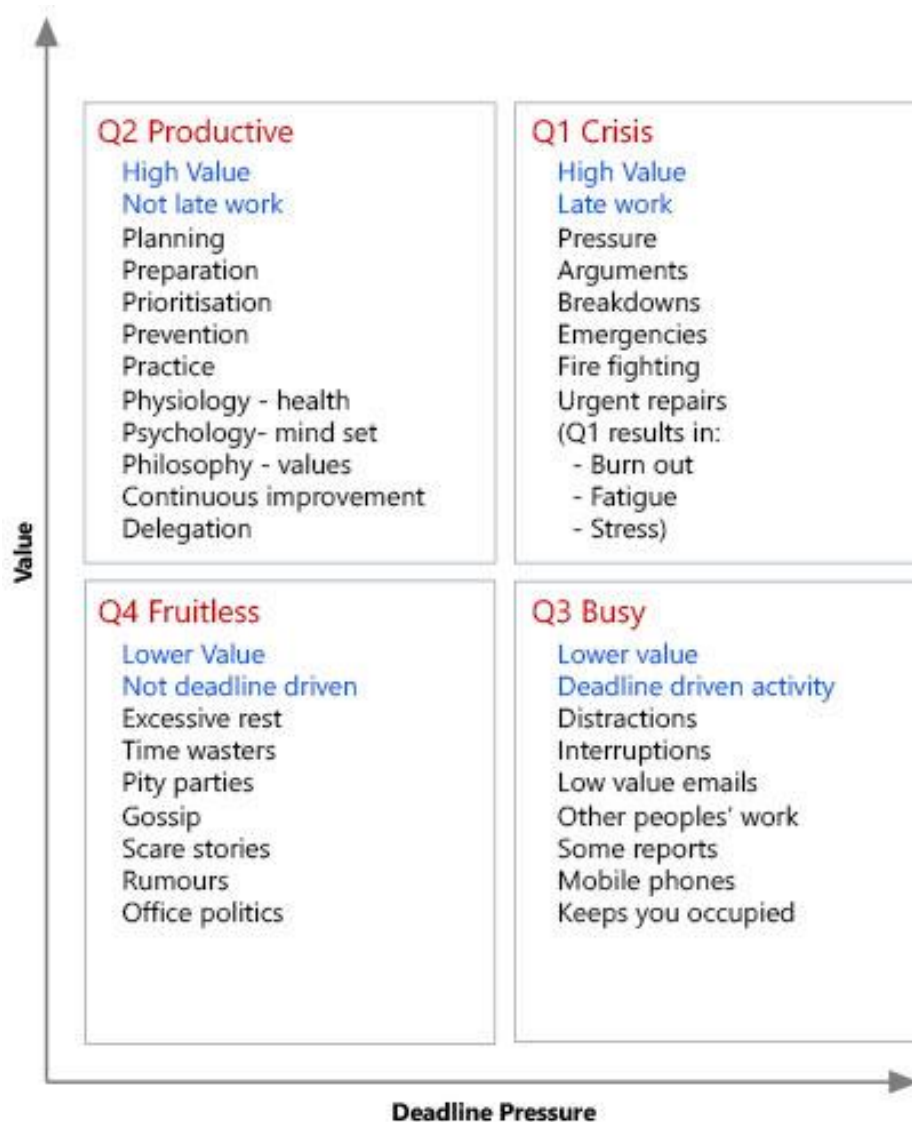 Value
Q2 Productive
High Value
Not late work
Planning
Preparation
Prioritisation
Prevention
Practice
Physiology - health
Psychology- mind set
Philosophy - values
Continuous improvement
Delegation
Q1 Crisis
High Value
Late work
Pressure
Arguments
Breakdowns
Emergencies
Fire fighting
Urgent repairs
(Q1 results in:
- Burn out
- Fatigue
- Stress)
Q4 Fruitless
Lower Value
Not deadline driven
Excessive rest
Time wasters
Pity parties
Gossip
Scare stories
Rumours
Office politics
Q3 Busy
Lower value
Deadline driven activity
Distractions
Interruptions
Low value emails
Other peoples' work
Some reports
Mobile phones
Keeps you occupied
Deadline Pressure